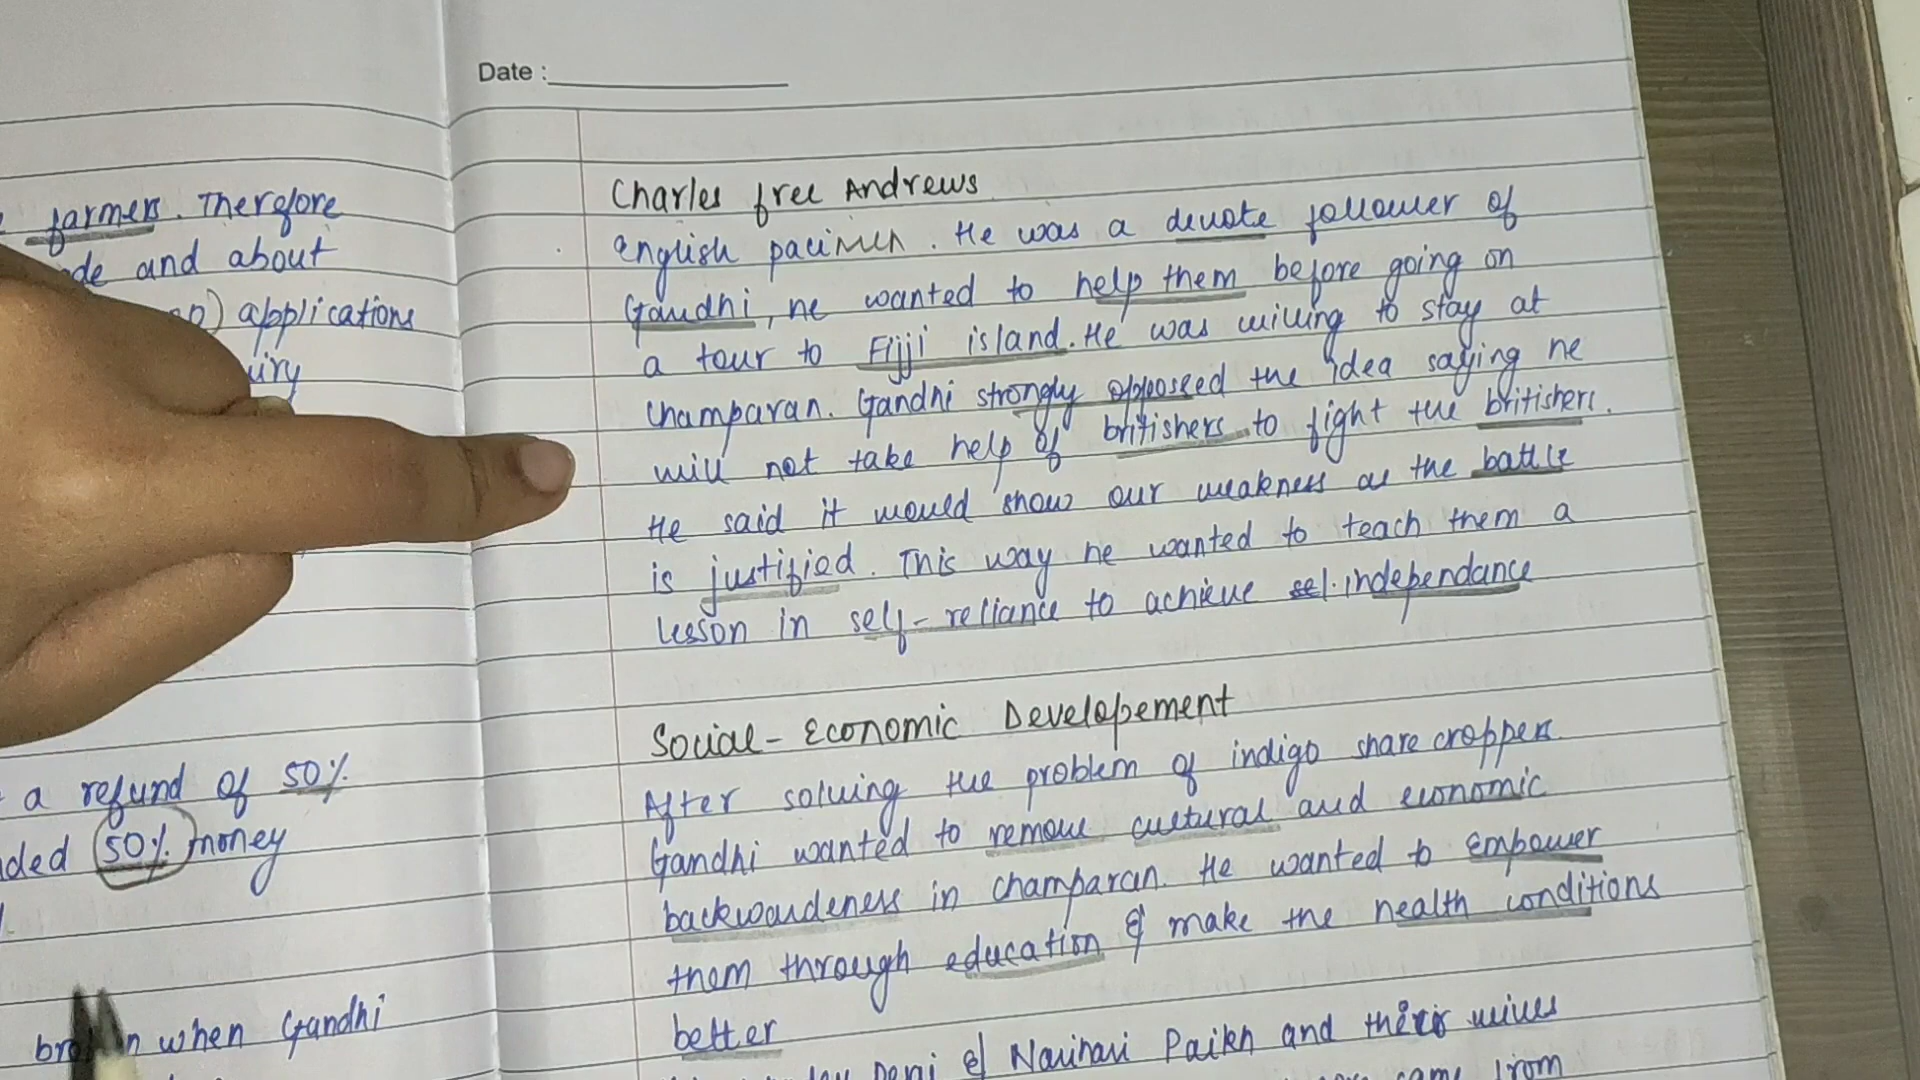 Date :
farmers. Therefore
de and about
applications
uiry
a refund of 50%
ded 50% money
when Gandhi
Charles free Andrews
english pacimen. He was a devote follower of
Gandhi, he wanted to help them before going on
a tour to Fijji island. He was willing to stay at
champaran. Gandhi strongly opposeed the idea saying he
will not take help of britishers to fight the britishers.
He said it would show our weakness as the battle
is justified. This way he wanted to teach them a
lesson in self-reliance to achieve independance
Social-Economic Developement
After solving the problem of indigo share croppers
Gandhi wanted to remove cultural and economic
backwardeness in champaran. He wanted to empower
them through education & make the health conditions
better
& Narihari Paikh and their wives
came from